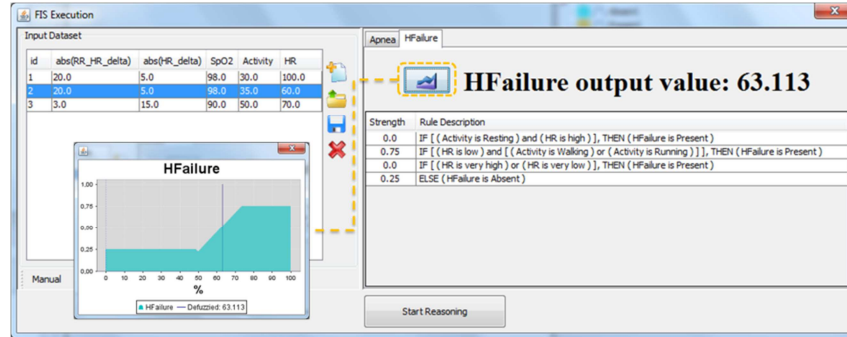 FIS Execution
Input Dataset
id abs(RR_HR_delta) abs(HR_delta) SpO2 Activity HR
1 20.0 5.0 98.0 30.0 100.0
2 20.0 5.0 98.0 35.0 60.0
3 3.0 15.0 90.0 50.0 70.0
HFailure
1.00
0.75
0.50
0.25
0.00
0 10 20 30 40 50 60 70 80 90 100
%
HFailure — Defuzzied: 63.113
Manual
Apnea HFailure
HFailure output value: 63.113
Strength Rule Description
0.0 IF [ ( Activity is Resting ) and ( HR is high ) ], THEN ( HFailure is Present )
0.75 IF [ ( HR is low ) and [ ( Activity is Walking ) or ( Activity is Running ) ] ], THEN ( HFailure is Present )
0.0 IF [ ( HR is very high ) or ( HR is very low ) ], THEN ( HFailure is Present )
0.25 ELSE ( HFailure is Absent )
Start Reasoning